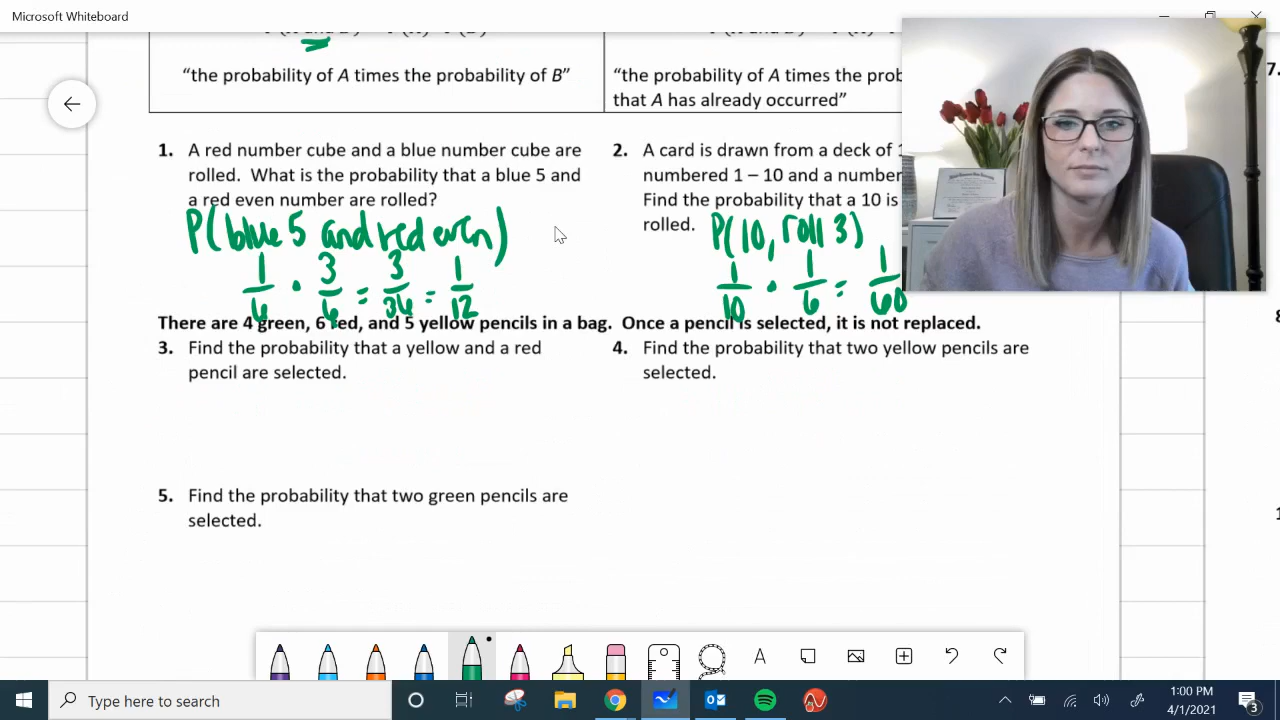 Microsoft Whiteboard
"the probability of A times the probability of B"
"the probability of A times the prob
that A has already occurred"
7.
1. A red number cube and a blue number cube are
rolled. What is the probability that a blue 5 and
a red even number are rolled?
P(blue 5 and red even)
1/6 · 3/6 = 3/36 = 1/12
2. A card is drawn from a deck of 1
numbered 1 – 10 and a number
Find the probability that a 10 is
rolled.
P(10, roll 3)
1/10 · 1/6 = 1/60
There are 4 green, 6 red, and 5 yellow pencils in a bag. Once a pencil is selected, it is not replaced.
3. Find the probability that a yellow and a red
pencil are selected.
4. Find the probability that two yellow pencils are
selected.
5. Find the probability that two green pencils are
selected.
A
Type here to search
1:00 PM
4/1/2021
3